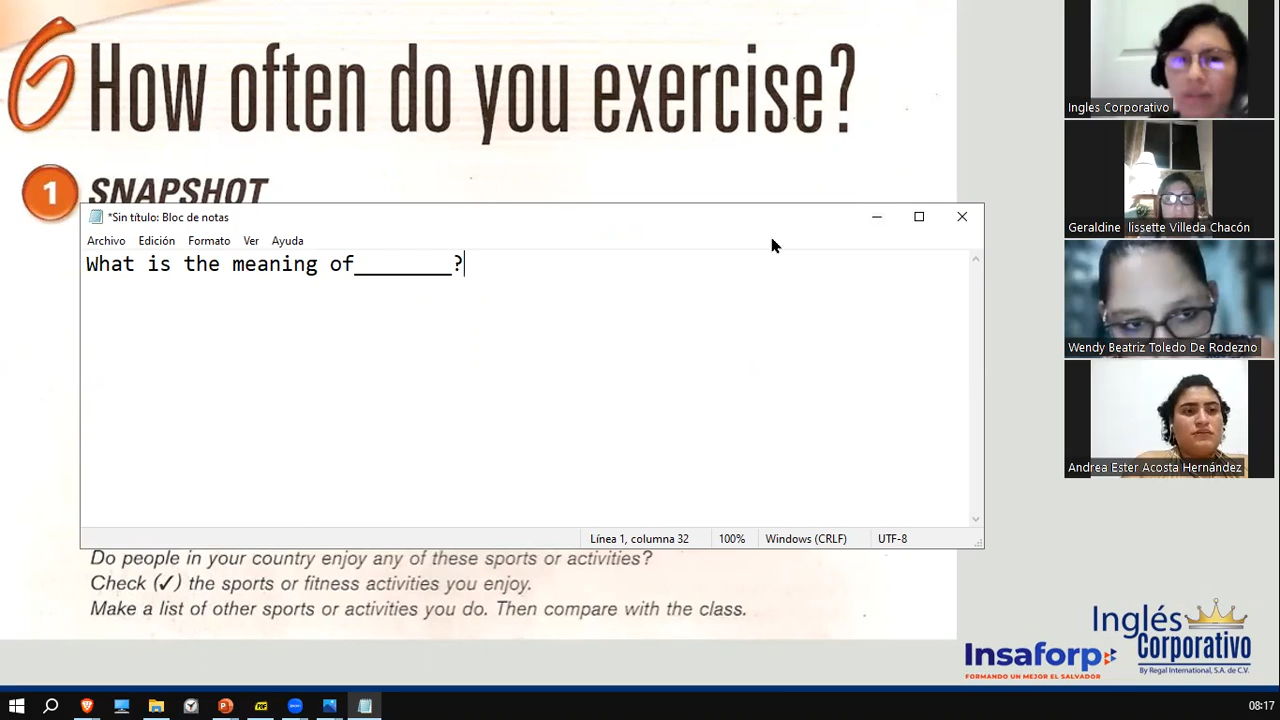 6 How often do you exercise?
1 SNAPSHOT
*Sin título: Bloc de notas
Archivo Edición Formato Ver Ayuda
What is the meaning of________?
Línea 1, columna 32 100% Windows (CRLF) UTF-8
Do people in your country enjoy any of these sports or activities?
Check (✓) the sports or fitness activities you enjoy.
Make a list of other sports or activities you do. Then compare with the class.
Ingles Corporativo
Geraldine lissette Villeda Chacón
Wendy Beatriz Toledo De Rodezno
Andrea Ester Acosta Hernández
Insaforp
FORMANDO UN MEJOR EL SALVADOR
Inglés
Corporativo
By Regal International, S.A. de C.V.
08:17